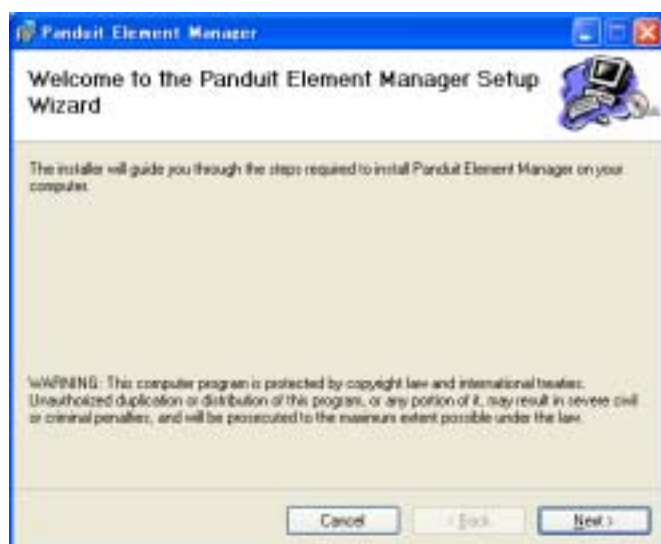 Panduit Element Manager
Welcome to the Panduit Element Manager Setup
Wizard
The installer will guide you through the steps required to install Panduit Element Manager on your
computer.
WARNING: This computer program is protected by copyright law and international treaties.
Unauthorized duplication or distribution of this program, or any portion of it, may result in severe civil
or criminal penalties, and will be prosecuted to the maximum extent possible under the law.
Cancel
< Back
Next >